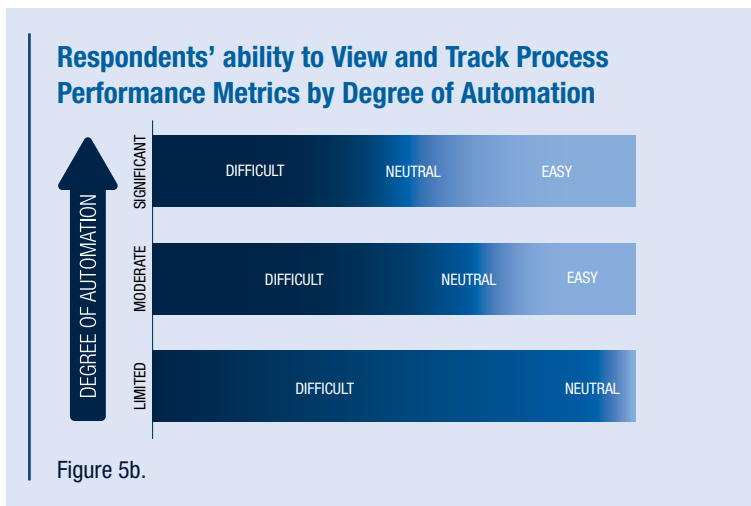 Respondents’ ability to View and Track Process
Performance Metrics by Degree of Automation
DEGREE OF AUTOMATION
SIGNIFICANT
DIFFICULT
NEUTRAL
EASY
MODERATE
DIFFICULT
NEUTRAL
EASY
LIMITED
DIFFICULT
NEUTRAL
Figure 5b.